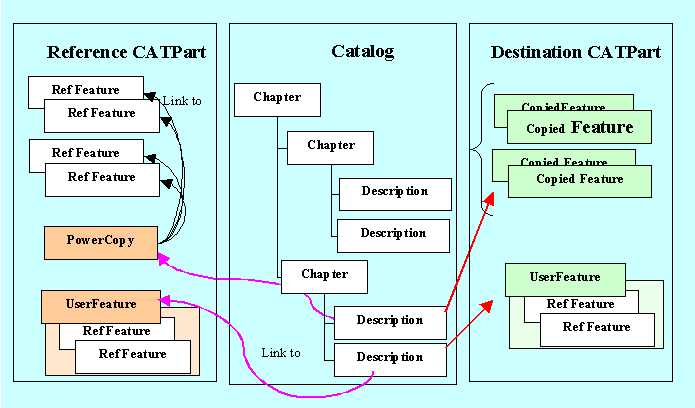 Reference CATPart
Ref Feature
Ref Feature
Link to
Ref Feature
Ref Feature
PowerCopy
UserFeature
Ref Feature
Ref Feature
Catalog
Chapter
Chapter
Description
Description
Chapter
Description
Description
Link to
Destination CATPart
CopiedFeature
Copied Feature
Copied Feature
Copied Feature
UserFeature
Ref Feature
Ref Feature